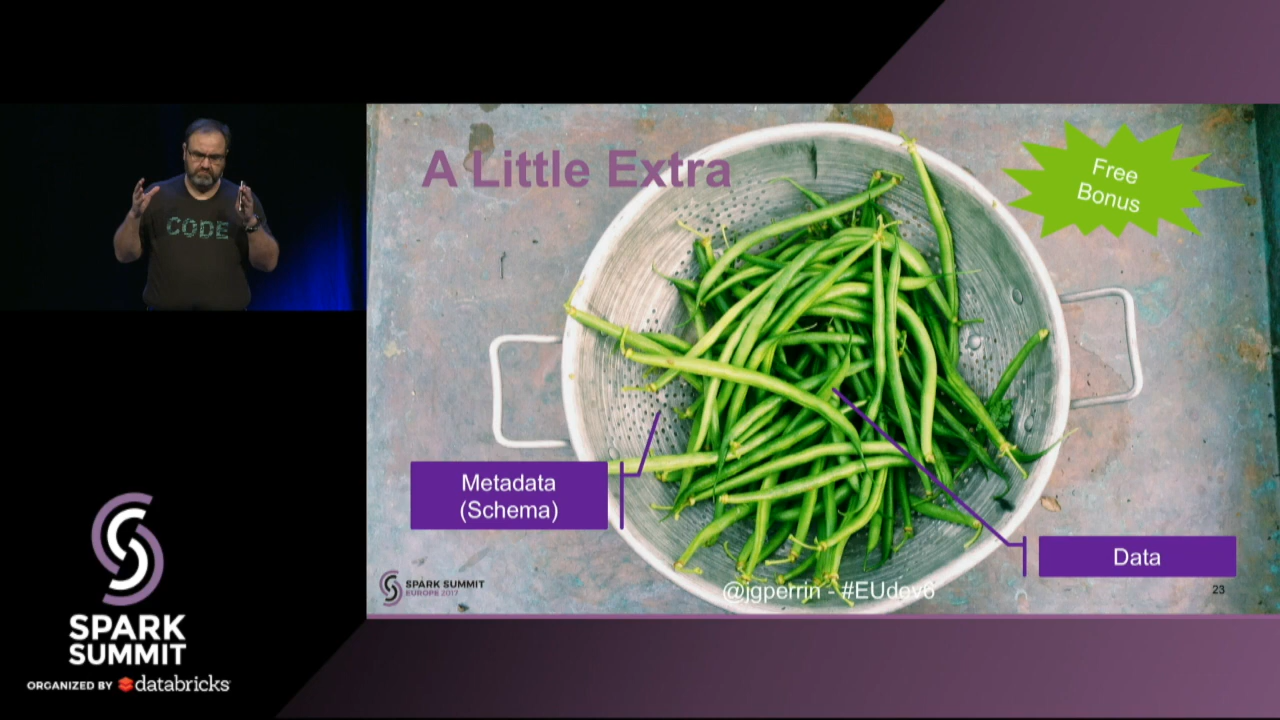 CODE
A Little Extra
Free
Bonus
Metadata
(Schema)
Data
SPARK SUMMIT
EUROPE 2017
@jgperrin - #EUdev6
23
SPARK
SUMMIT
ORGANIZED BY databricks